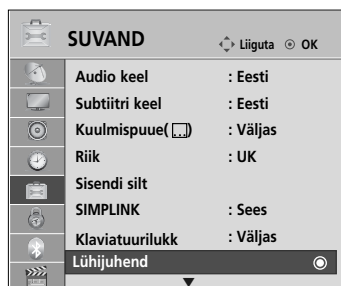 SUVAND Liiguta OK
Audio keel : Eesti
Subtiitri keel : Eesti
Kuulmispuue( ) : Väljas
Riik : UK
Sisendi silt
SIMPLINK : Sees
Klaviatuurilukk : Väljas
Lühijuhend